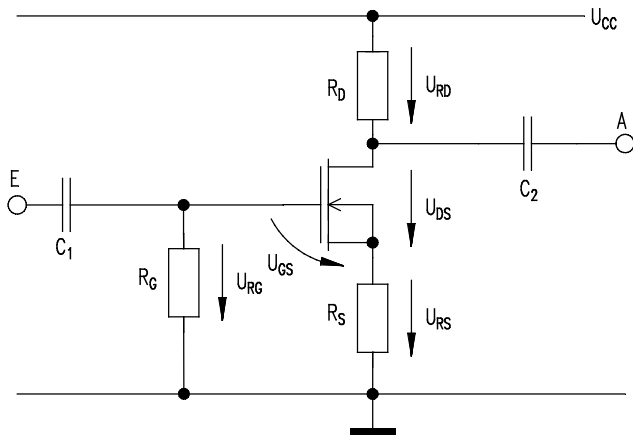 U_CC
R_D
U_RD
A
C_2
E
C_1
U_DS
U_GS
R_G
U_RG
R_S
U_RS